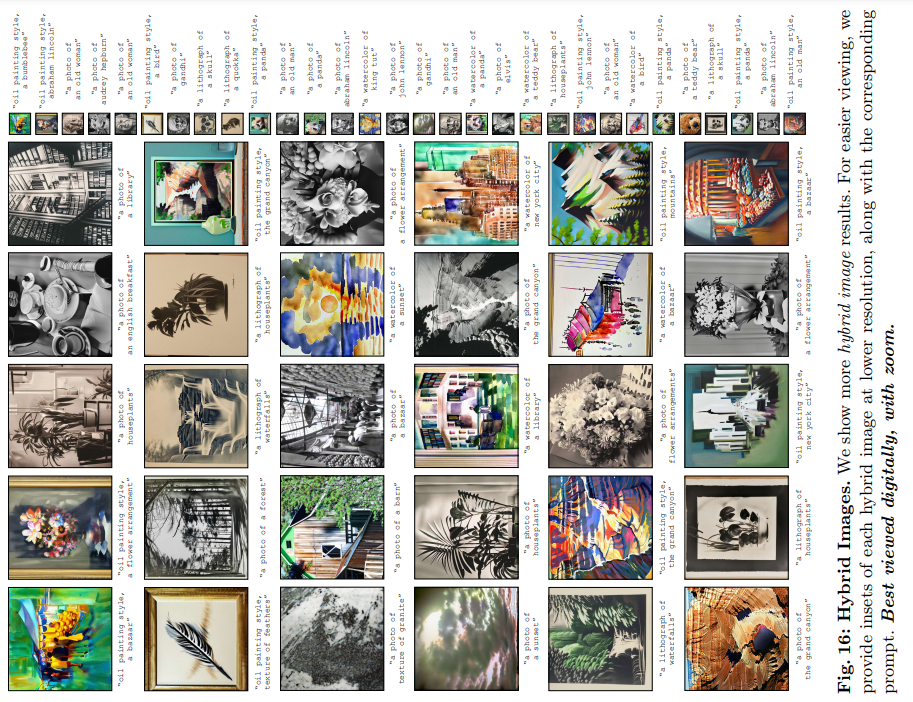 "oil painting style,
a bazaar"
"oil painting style,
a flower arrangement"
"a photo of
houseplants"
"a photo of
an english breakfast"
"a photo of
a library"
"oil painting style,
a bumblebee"
"oil painting style,
abraham lincoln"
"a photo of
an old woman"
"a photo of
audrey hepburn"
"a photo of
an old woman"
"oil painting style,
texture of feathers"
"a photo of a forest"
"a lithograph of
waterfalls"
"a lithograph of
houseplants"
"oil painting style,
the grand canyon"
"oil painting style,
a bird"
"a photo of
gandhi"
"a lithograph of
a skull"
"a lithograph of
a quokka"
"oil painting style,
a panda"
"a photo of
texture of granite"
"a photo of a barn"
"a photo of
a bazaar"
"a watercolor of
a sunset"
"a photo of
a flower arrangement"
"a photo of
an old man"
"a photo of
a panda"
"a photo of
abraham lincoln"
"a watercolor of
king tut"
"a photo of
john lennon"
"a photo of
a sunset"
"a photo of
houseplants"
"a watercolor of
a library"
"a photo of
the grand canyon"
"a watercolor of
new york city"
"a photo of
gandhi"
"a photo of
an old man"
"a watercolor of
a panda"
"a photo of
elvis"
"a watercolor of
a teddy bear"
"a lithograph of
waterfalls"
"oil painting style,
the grand canyon"
"a photo of
flower arrangements"
"a watercolor of
a bazaar"
"oil painting style,
mountains"
"a lithograph of
houseplants"
"oil painting style,
john lennon"
"a photo of
an old woman"
"a watercolor of
a bird"
"oil painting style,
a panda"
"a photo of
the grand canyon"
"a lithograph of
houseplants"
"oil painting style,
new york city"
"a photo of
a flower arrangement"
"oil painting style,
a bazaar"
"a photo of
a teddy bear"
"a lithograph of
a skull"
"oil painting style,
a panda"
"a photo of
abraham lincoln"
"oil painting style,
an old man"
Fig. 16: Hybrid Images. We show more hybrid image results. For easier viewing, we
provide insets of each hybrid image at lower resolution, along with the corresponding
prompt. Best viewed digitally, with zoom.